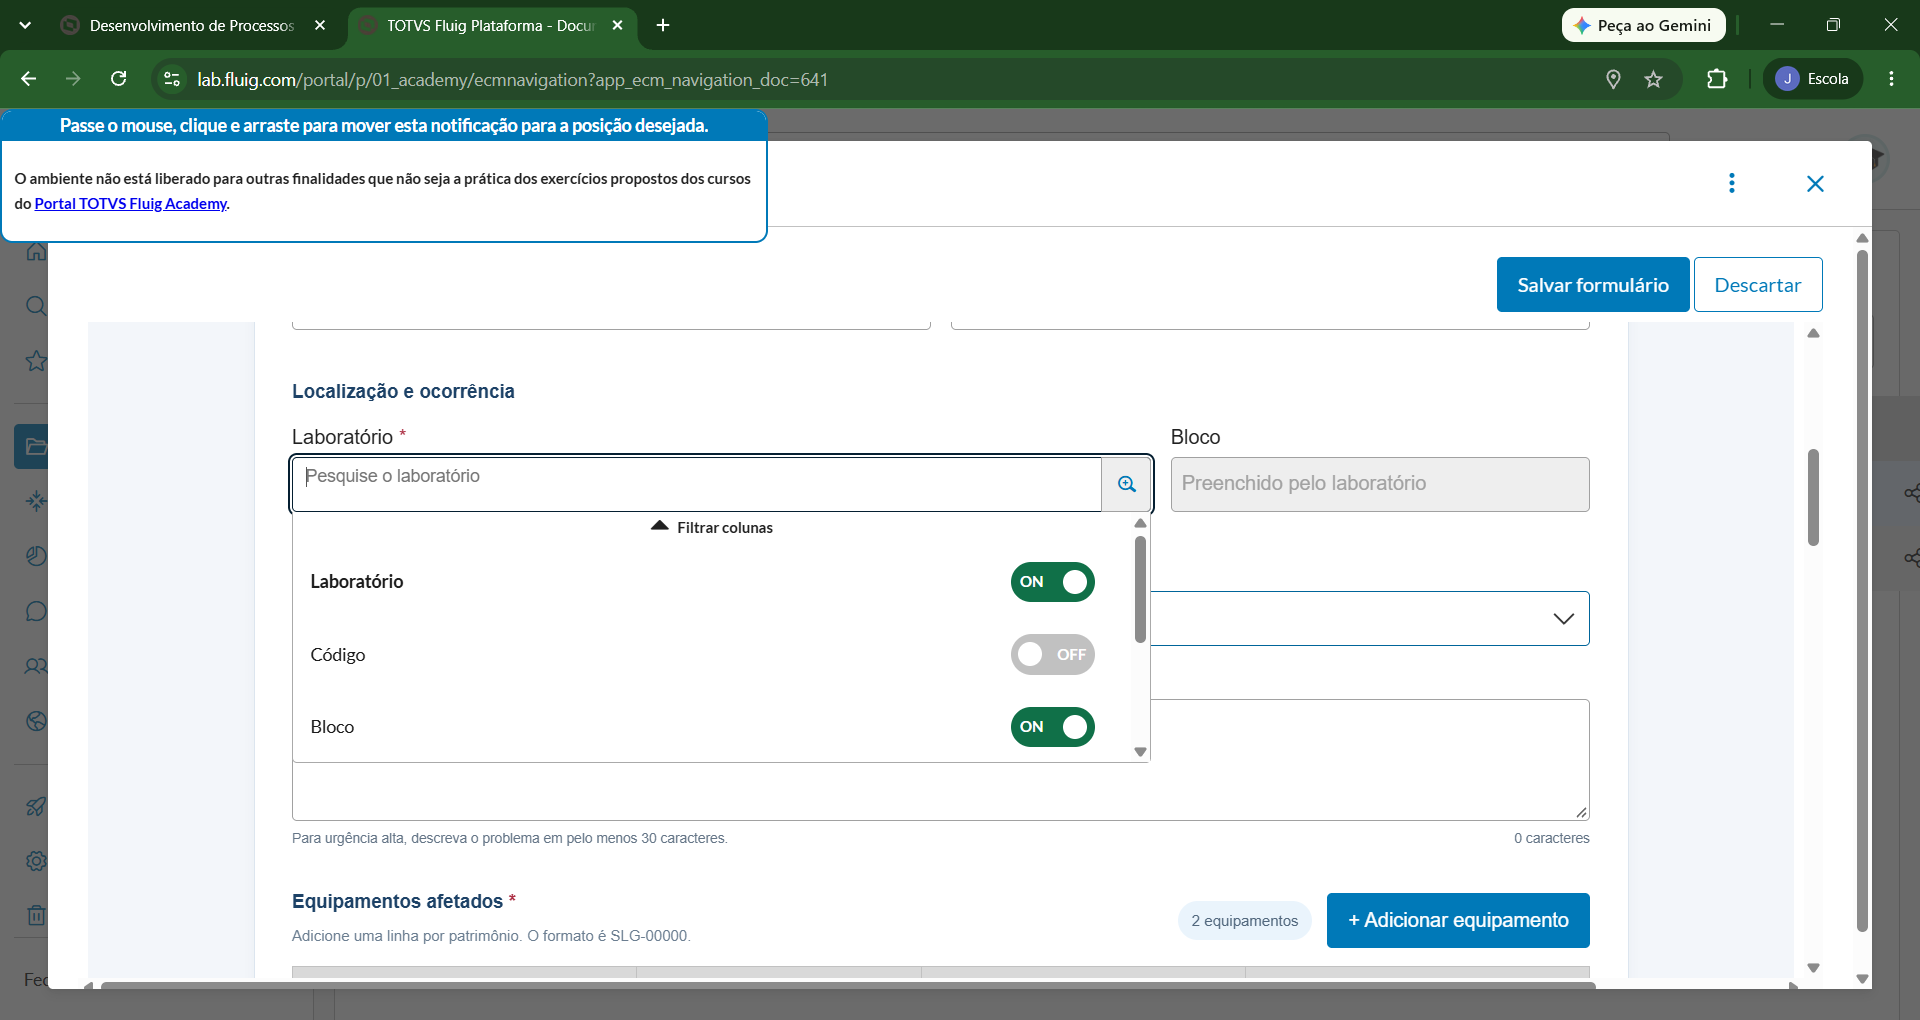 Desenvolvimento de Processos
TOTVS Fluig Plataforma - Docu
Peça ao Gemini
lab.fluig.com/portal/p/01_academy/ecmnavigation?app_ecm_navigation_doc=641
J
Escola
Passe o mouse, clique e arraste para mover esta notificação para a posição desejada.
O ambiente não está liberado para outras finalidades que não seja a prática dos exercícios propostos dos cursos
do Portal TOTVS Fluig Academy.
Salvar formulário
Descartar
Localização e ocorrência
Laboratório *
Bloco
Pesquise o laboratório
Preenchido pelo laboratório
Filtrar colunas
Laboratório
ON
Código
OFF
Bloco
ON
Para urgência alta, descreva o problema em pelo menos 30 caracteres.
0 caracteres
Equipamentos afetados *
2 equipamentos
+ Adicionar equipamento
Adicione uma linha por patrimônio. O formato é SLG-00000.
Fec